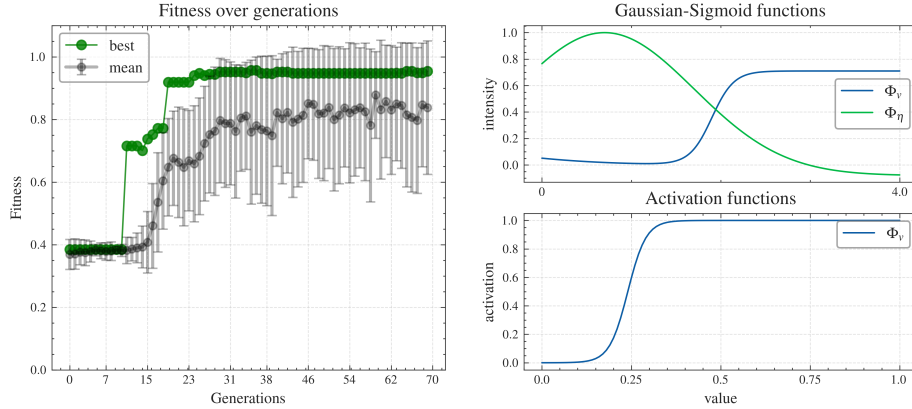 Fitness over generations
1.0
0.8
0.6
0.4
0.2
0.0
Fitness
best
mean
0 7 15 23 31 38 46 54 62 70
Generations
Gaussian-Sigmoid functions
1.0
0.8
0.6
0.4
0.2
0.0
intensity
Φν
Φη
0 4.0
Activation functions
1.0
0.8
0.6
0.4
0.2
0.0
activation
Φν
0.0 0.25 0.5 0.75 1.0
value